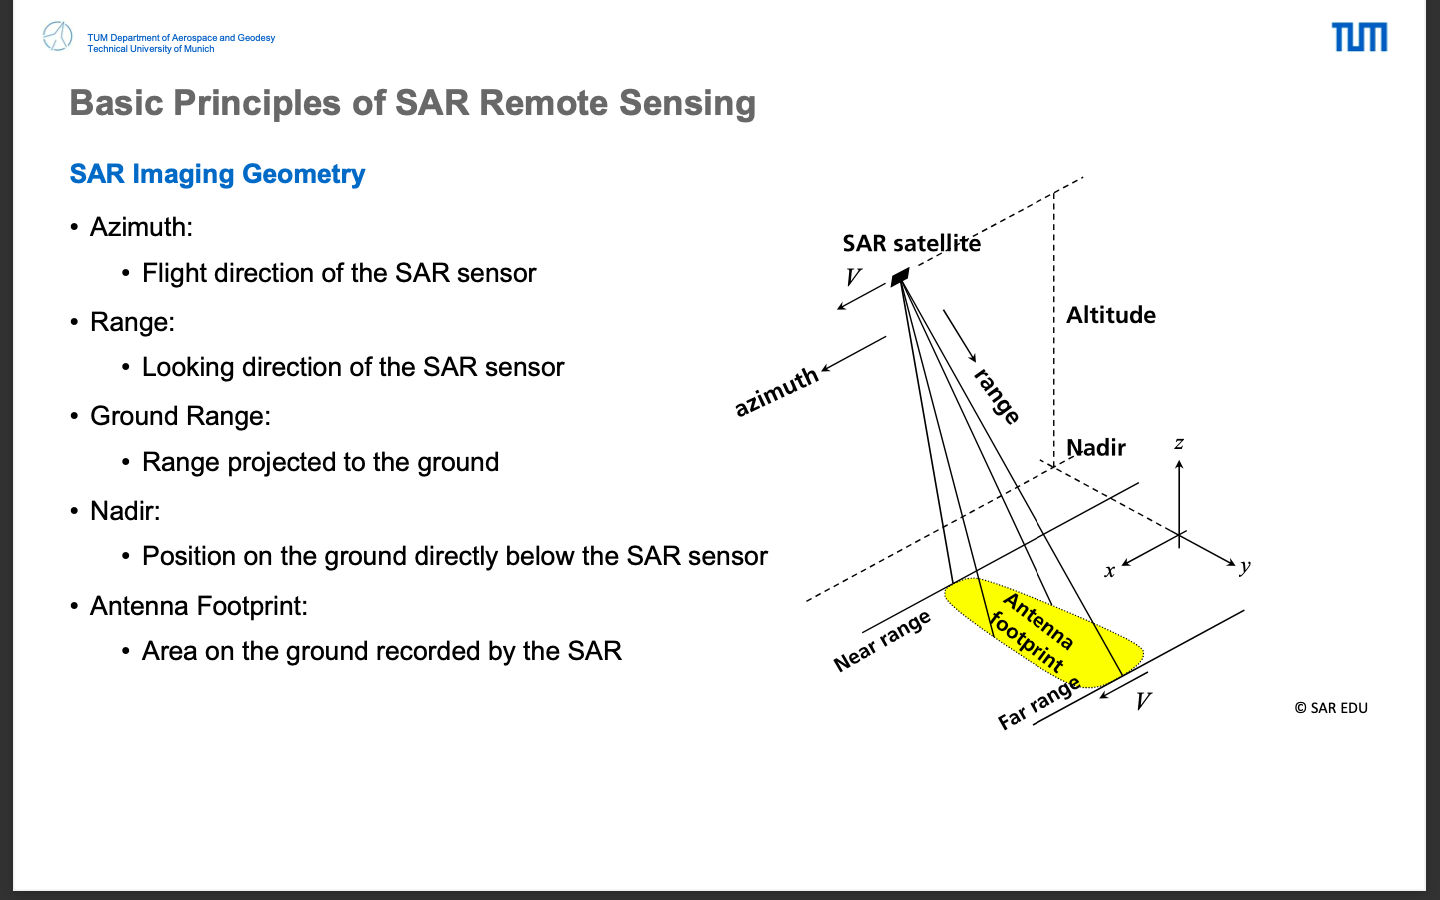 TUM Department of Aerospace and Geodesy
Technical University of Munich
TUM
Basic Principles of SAR Remote Sensing
SAR Imaging Geometry
• Azimuth:
• Flight direction of the SAR sensor
• Range:
• Looking direction of the SAR sensor
• Ground Range:
• Range projected to the ground
• Nadir:
• Position on the ground directly below the SAR sensor
• Antenna Footprint:
• Area on the ground recorded by the SAR
SAR satellite
V
Altitude
azimuth
range
Nadir
z
x
y
Near range
Antenna
footprint
Far range
V
© SAR EDU